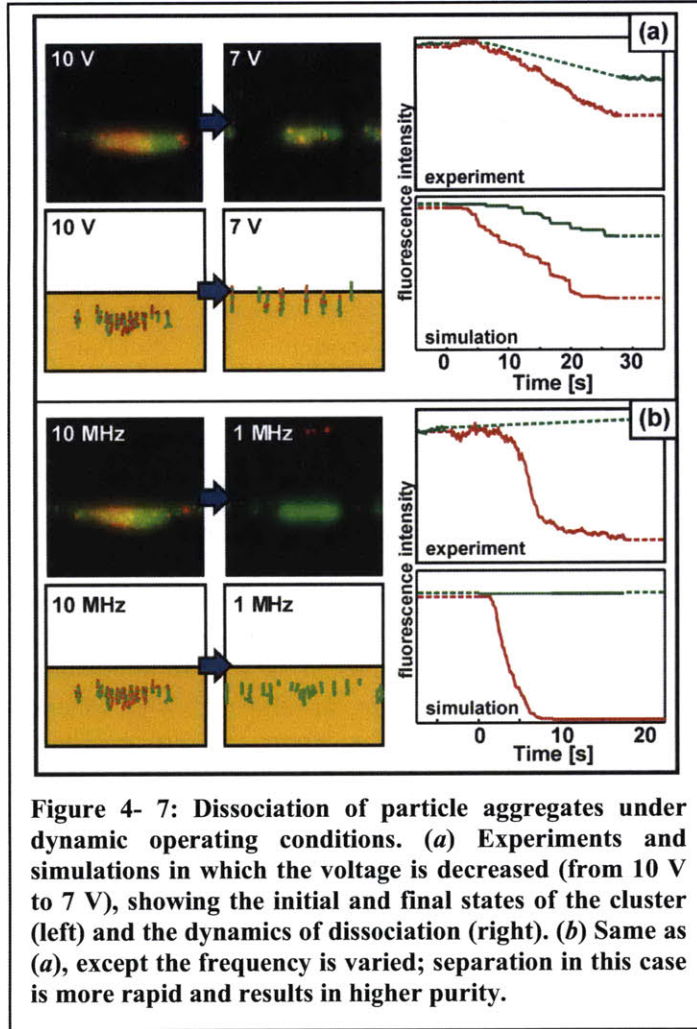 (a)
10 V
7 V
fluorescence intensity
experiment
10 V
7 V
simulation
0 10 20 30
Time [s]
(b)
10 MHz
1 MHz
fluorescence intensity
experiment
10 MHz
1 MHz
simulation
0 10 20
Time [s]
Figure 4- 7: Dissociation of particle aggregates under
dynamic operating conditions. (a) Experiments and
simulations in which the voltage is decreased (from 10 V
to 7 V), showing the initial and final states of the cluster
(left) and the dynamics of dissociation (right). (b) Same as
(a), except the frequency is varied; separation in this case
is more rapid and results in higher purity.